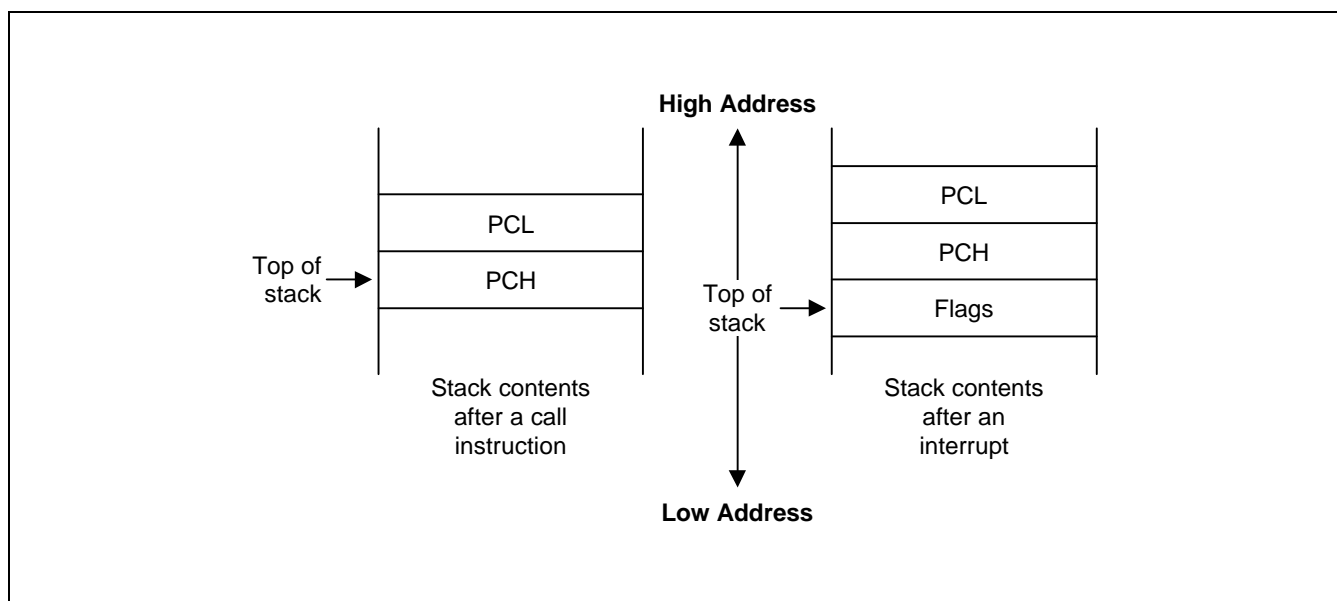 High Address
PCL
PCH
Top of
stack
Stack contents
after a call
instruction
Top of
stack
PCL
PCH
Flags
Stack contents
after an
interrupt
Low Address